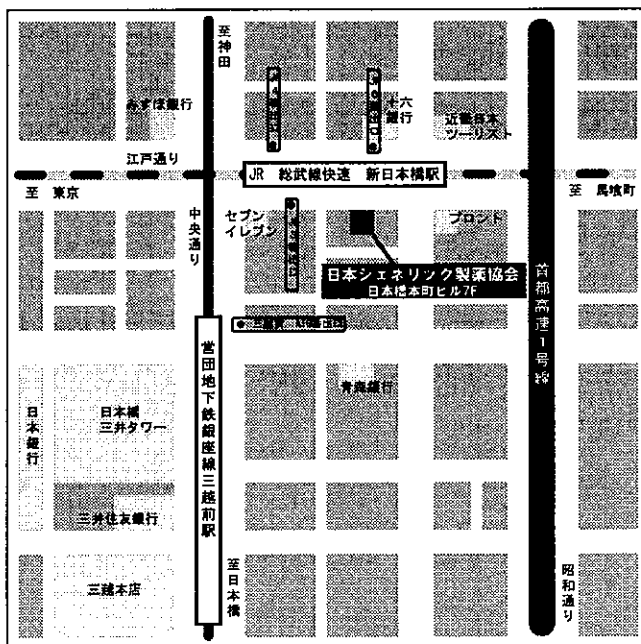 至神田
みずほ銀行
十六
銀行
近畿日本
ツーリスト
江戸通り
JR 総武線快速 新日本橋駅
至 東京
至 馬喰町
中央通り
セブン
イレブン
プロント
日本ジェネリック製薬協会
日本橋本町ビル7F
首都高速1号線
営団地下鉄銀座線三越前駅
日本銀行
日本橋
三井タワー
三井住友銀行
三越本店
至日本橋
昭和通り